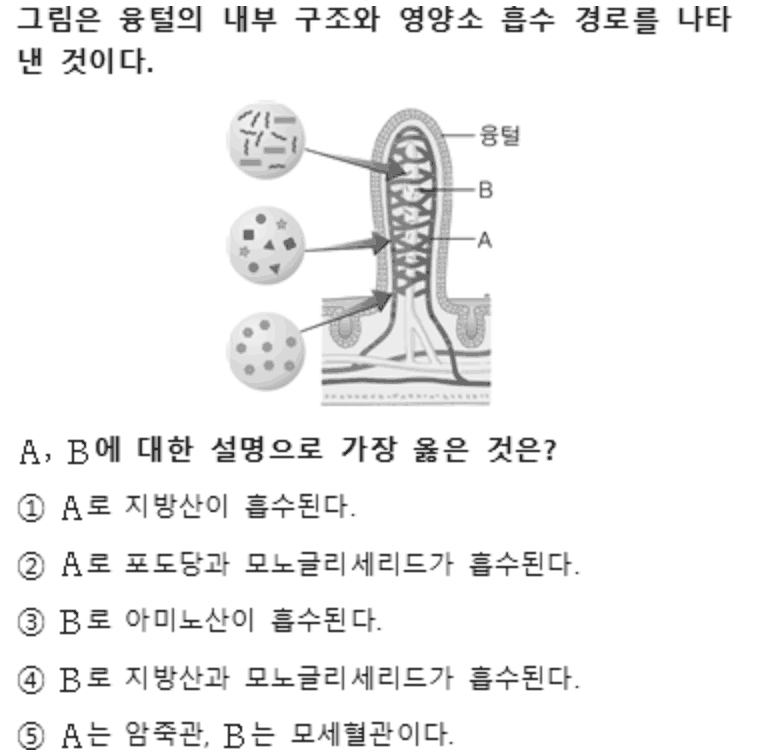 그림은 융털의 내부 구조와 영양소 흡수 경로를 나타
낸 것이다.
융털
B
A
A, B에 대한 설명으로 가장 옳은 것은?
① A로 지방산이 흡수된다.
② A로 포도당과 모노글리세리드가 흡수된다.
③ B로 아미노산이 흡수된다.
④ B로 지방산과 모노글리세리드가 흡수된다.
⑤ A는 암죽관, B는 모세혈관이다.